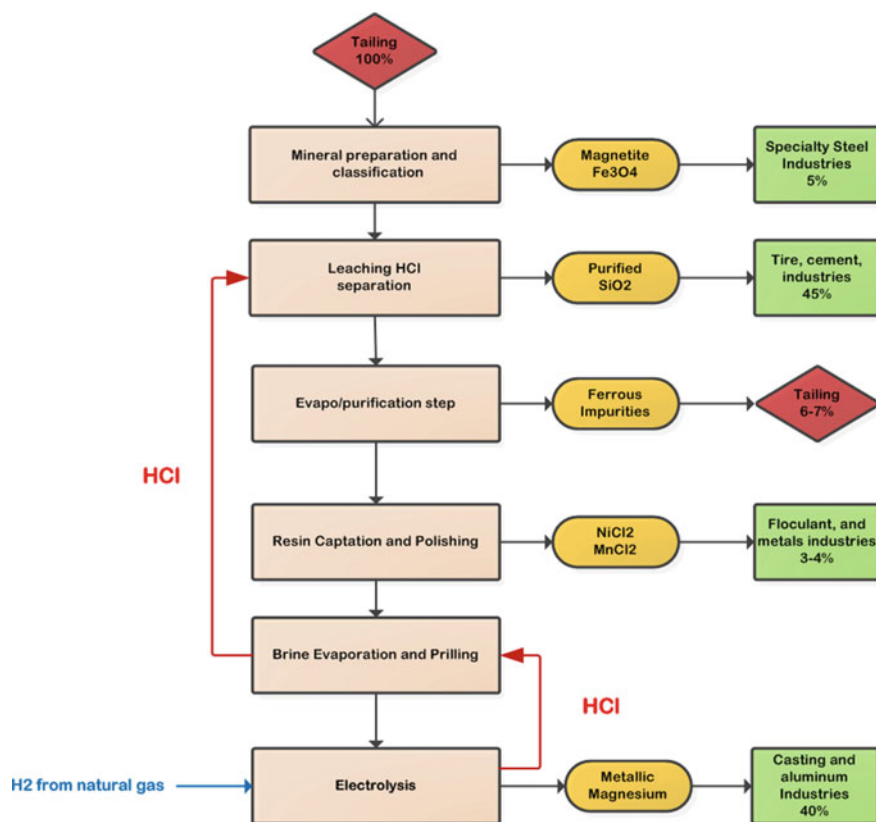 Tailing
100%
Mineral preparation and
classification
Magnetite
Fe3O4
Specialty Steel
Industries
5%
Leaching HCl
separation
Purified
SiO2
Tire, cement,
industries
45%
Evapo/purification step
Ferrous
Impurities
Tailing
6-7%
HCl
Resin Captation and Polishing
NiCl2
MnCl2
Floculant, and
metals industries
3-4%
Brine Evaporation and Prilling
HCl
H2 from natural gas
Electrolysis
Metallic
Magnesium
Casting and
aluminum
Industries
40%